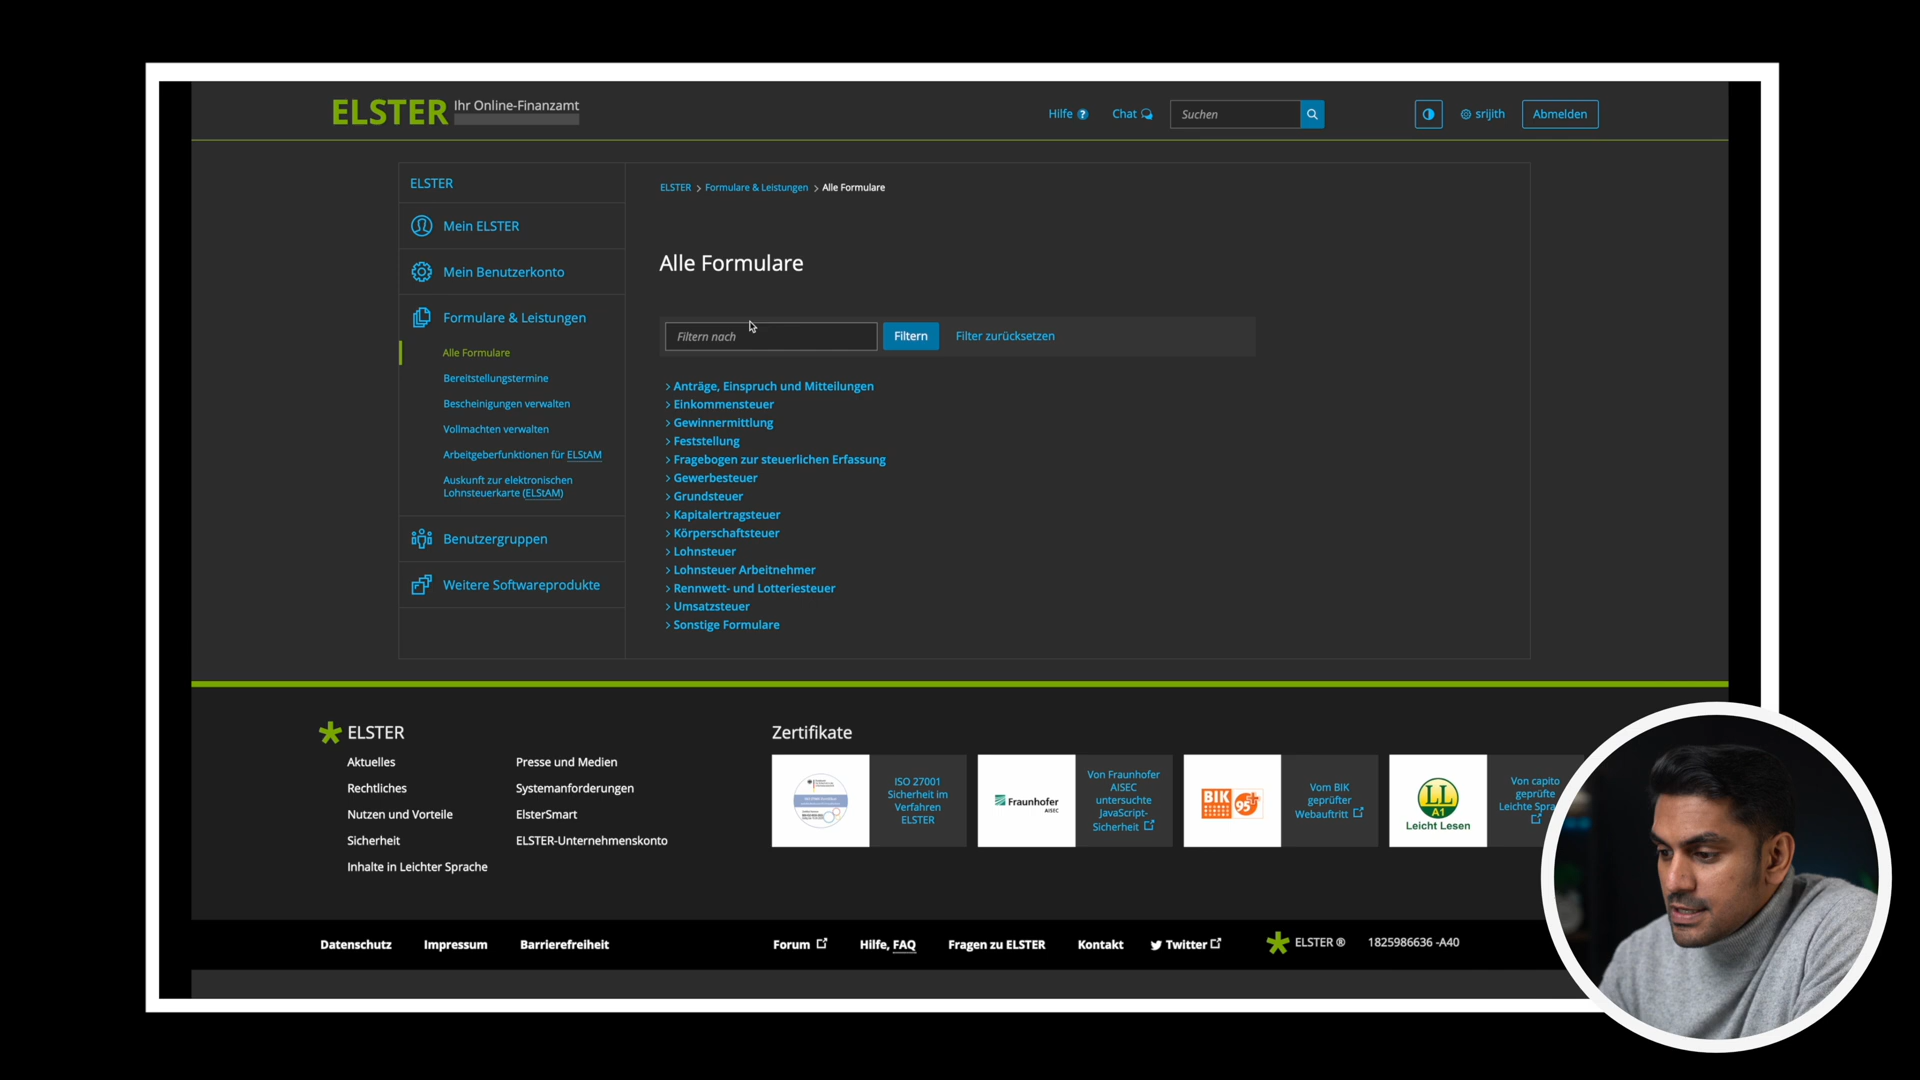 ELSTER Ihr Online-Finanzamt
Hilfe ?
Chat
Suchen
srijith
Abmelden
ELSTER
Mein ELSTER
Mein Benutzerkonto
Formulare & Leistungen
Alle Formulare
Bereitstellungstermine
Bescheinigungen verwalten
Vollmachten verwalten
Arbeitgeberfunktionen für ELStAM
Auskunft zur elektronischen
Lohnsteuerkarte (ELStAM)
Benutzergruppen
Weitere Softwareprodukte
ELSTER > Formulare & Leistungen > Alle Formulare
Alle Formulare
Filtern nach
Filtern
Filter zurücksetzen
> Anträge, Einspruch und Mitteilungen
> Einkommensteuer
> Gewinnermittlung
> Feststellung
> Fragebogen zur steuerlichen Erfassung
> Gewerbesteuer
> Grundsteuer
> Kapitalertragsteuer
> Körperschaftsteuer
> Lohnsteuer
> Lohnsteuer Arbeitnehmer
> Rennwett- und Lotteriesteuer
> Umsatzsteuer
> Sonstige Formulare
ELSTER
Aktuelles
Rechtliches
Nutzen und Vorteile
Sicherheit
Inhalte in Leichter Sprache
Presse und Medien
Systemanforderungen
ElsterSmart
ELSTER-Unternehmenskonto
Zertifikate
ISO 27001
Sicherheit im
Verfahren
ELSTER
Fraunhofer
AISEC
Von Fraunhofer
AISEC
untersuchte
JavaScript-
Sicherheit
BIK
95+
Vom BIK
geprüfter
Webauftritt
LL
A1
Leicht Lesen
Von capito
geprüfte
Leichte Spra
Datenschutz
Impressum
Barrierefreiheit
Forum
Hilfe, FAQ
Fragen zu ELSTER
Kontakt
Twitter
ELSTER ®
1825986636 -A40